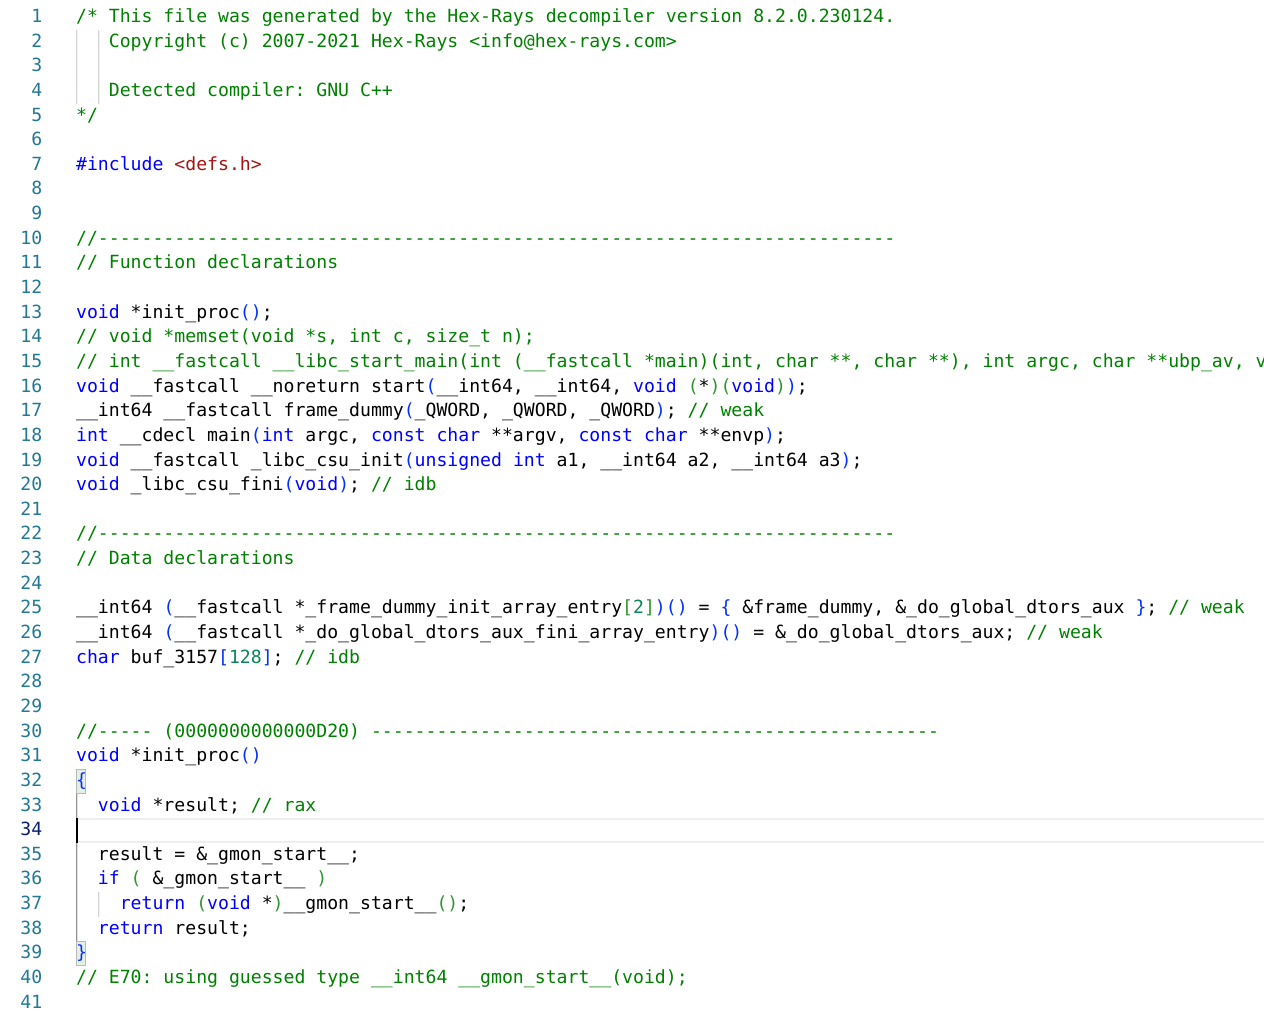 1 /* This file was generated by the Hex-Rays decompiler version 8.2.0.230124.
2 Copyright (c) 2007-2021 Hex-Rays <info@hex-rays.com>
3
4 Detected compiler: GNU C++
5 */
6
7 #include <defs.h>
8
9
10 //-------------------------------------------------------------------------
11 // Function declarations
12
13 void *init_proc();
14 // void *memset(void *s, int c, size_t n);
15 // int __fastcall __libc_start_main(int (__fastcall *main)(int, char **, char **), int argc, char **ubp_av, v
16 void __fastcall __noreturn start(__int64, __int64, void (*)(void));
17 __int64 __fastcall frame_dummy(_QWORD, _QWORD, _QWORD); // weak
18 int __cdecl main(int argc, const char **argv, const char **envp);
19 void __fastcall _libc_csu_init(unsigned int a1, __int64 a2, __int64 a3);
20 void _libc_csu_fini(void); // idb
21
22 //-------------------------------------------------------------------------
23 // Data declarations
24
25 __int64 (__fastcall *_frame_dummy_init_array_entry[2])() = { &frame_dummy, &_do_global_dtors_aux }; // weak
26 __int64 (__fastcall *_do_global_dtors_aux_fini_array_entry)() = &_do_global_dtors_aux; // weak
27 char buf_3157[128]; // idb
28
29
30 //----- (0000000000000D20) ----------------------------------------------------
31 void *init_proc()
32 {
33 void *result; // rax
34
35 result = &_gmon_start__;
36 if ( &_gmon_start__ )
37 return (void *)__gmon_start__();
38 return result;
39 }
40 // E70: using guessed type __int64 __gmon_start__(void);
41